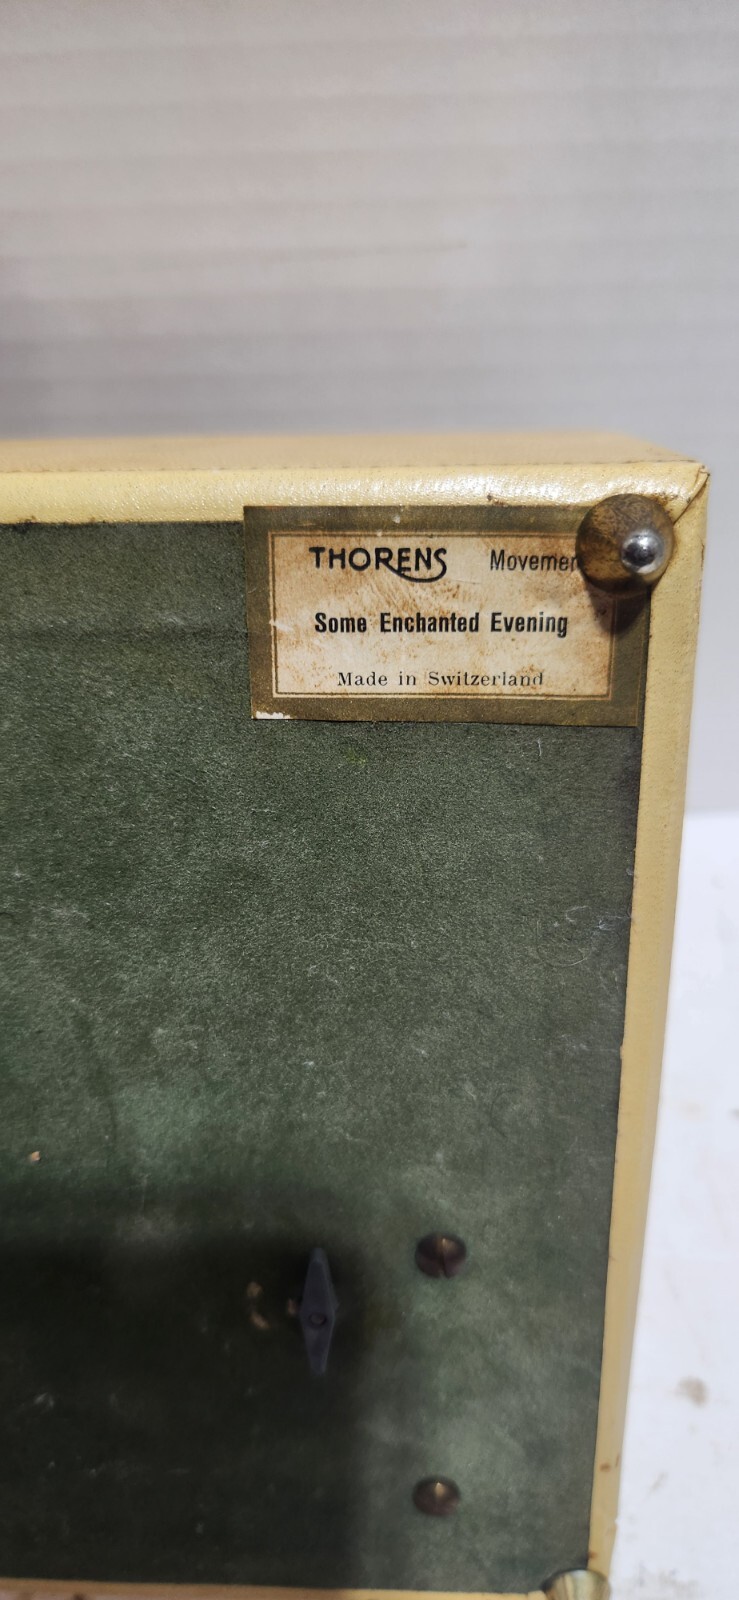 THORENS Movemen
Some Enchanted Evening
Made in Switzerland